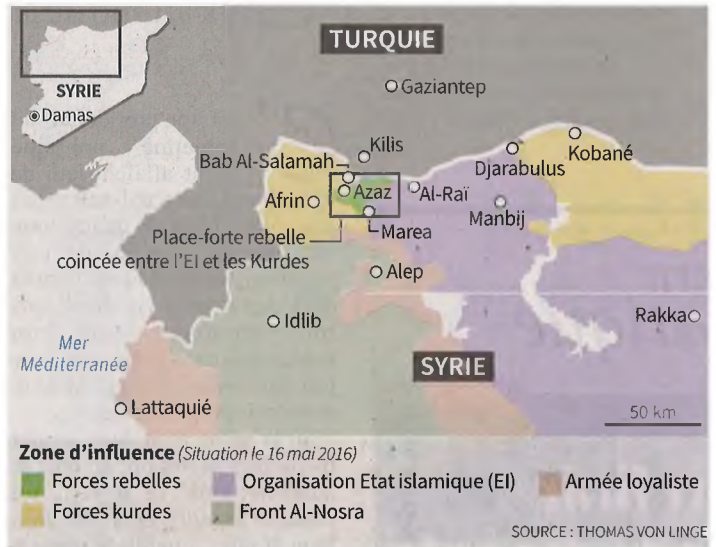 TURQUIE
SYRIE
Damas
Gaziantep
Kilis
Bab Al-Salamah
Djarabulus
Kobané
Azaz
Al-Raï
Afrin
Manbij
Marea
Place-forte rebelle
coincée entre l'EI et les Kurdes
Alep
Idlib
Rakka
Mer
Méditerranée
SYRIE
Lattaquié
50 km
Zone d'influence (Situation le 16 mai 2016)
Forces rebelles
Organisation Etat islamique (EI)
Armée loyaliste
Forces kurdes
Front Al-Nosra
SOURCE : THOMAS VON LINGE